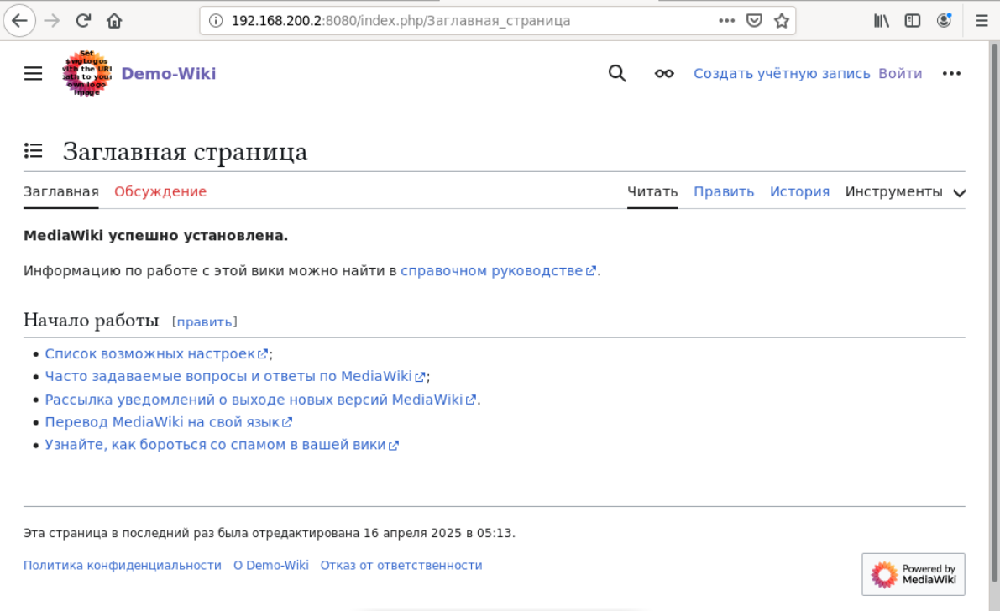 192.168.200.2:8080/index.php/Заглавная_страница
Set
$wgLogos
with the URL
path to your
own logo
image
Demo-Wiki
Создать учётную запись Войти
Заглавная страница
Заглавная Обсуждение Читать Править История Инструменты
MediaWiki успешно установлена.
Информацию по работе с этой вики можно найти в справочном руководстве.
Начало работы [править]
Список возможных настроек;
Часто задаваемые вопросы и ответы по MediaWiki;
Рассылка уведомлений о выходе новых версий MediaWiki.
Перевод MediaWiki на свой язык
Узнайте, как бороться со спамом в вашей вики
Эта страница в последний раз была отредактирована 16 апреля 2025 в 05:13.
Политика конфиденциальности О Demo-Wiki Отказ от ответственности
Powered by
MediaWiki